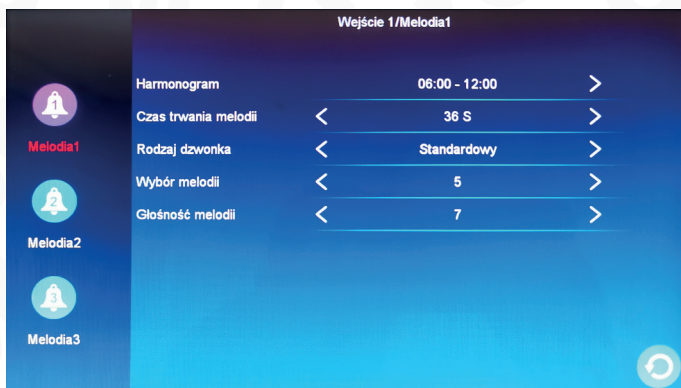 Wejście 1/Melodia1
Harmonogram 06:00 - 12:00
1
Czas trwania melodii 36 S
Melodia1
Rodzaj dzwonka Standardowy
Wybór melodii 5
2
Głośność melodii 7
Melodia2
3
Melodia3